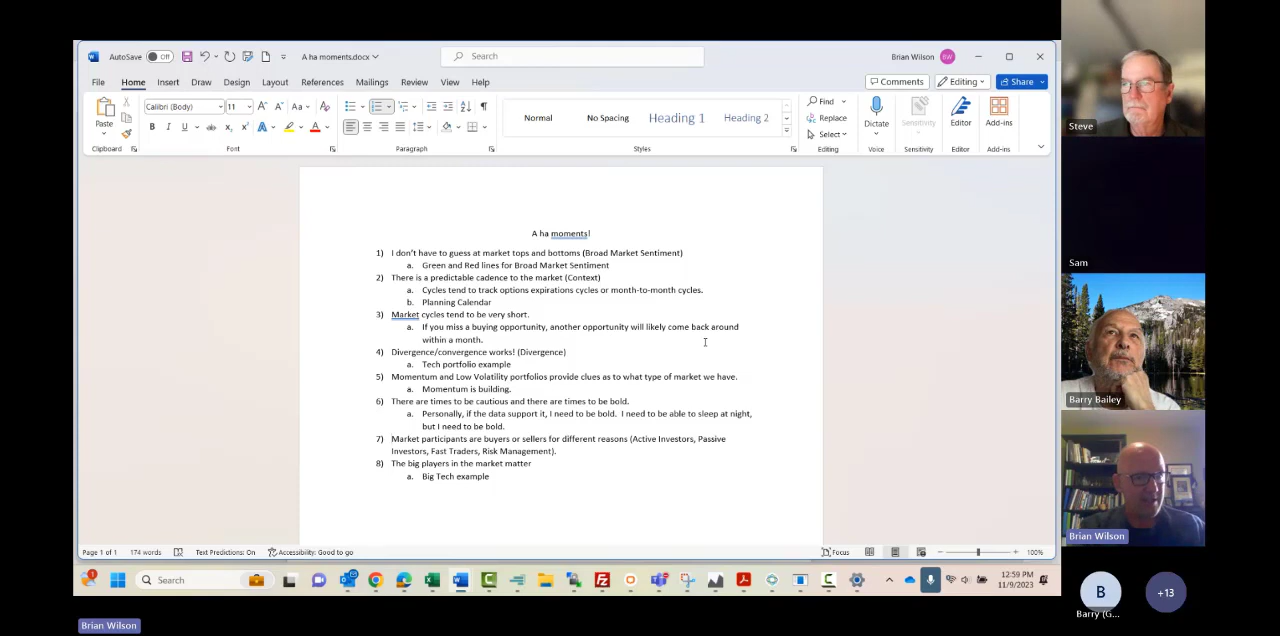 AutoSave Off A ha moments.docx Search Brian Wilson BW
File Home Insert Draw Design Layout References Mailings Review View Help Comments Editing Share
Calibri (Body) 11 Aa
Paste
Normal No Spacing Heading 1 Heading 2
Find
Replace
Select
Dictate Sensitivity Editor Add-ins
Clipboard Font Paragraph Styles Editing Voice Sensitivity Editor Add-ins
A ha moments!
1) I don't have to guess at market tops and bottoms (Broad Market Sentiment)
a. Green and Red lines for Broad Market Sentiment
2) There is a predictable cadence to the market (Context)
a. Cycles tend to track options expirations cycles or month-to-month cycles.
b. Planning Calendar
3) Market cycles tend to be very short.
a. If you miss a buying opportunity, another opportunity will likely come back around
within a month.
4) Divergence/convergence works! (Divergence)
a. Tech portfolio example
5) Momentum and Low Volatility portfolios provide clues as to what type of market we have.
a. Momentum is building.
6) There are times to be cautious and there are times to be bold.
a. Personally, if the data support it, I need to be bold. I need to be able to sleep at night,
but I need to be bold.
7) Market participants are buyers or sellers for different reasons (Active Investors, Passive
Investors, Fast Traders, Risk Management).
8) The big players in the market matter
a. Big Tech example
Page 1 of 1 174 words Text Predictions: On Accessibility: Good to go Focus 100%
Search
12:59 PM
11/9/2023
Brian Wilson
Steve
Sam
Barry Bailey
Brian Wilson
B
Barry (G...
+13